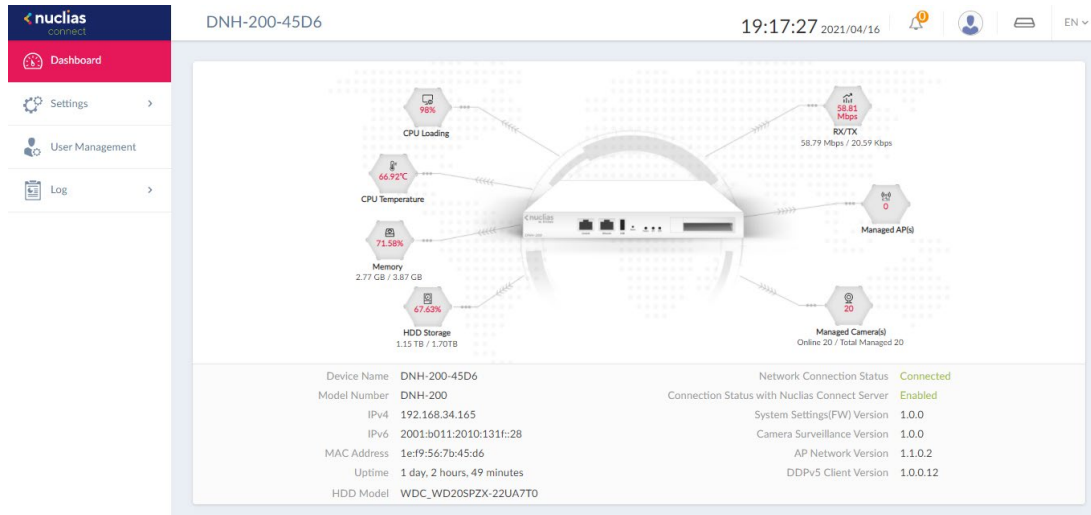 nuclias
connect
DNH-200-45D6
19:17:27 2021/04/16
0
EN
Dashboard
Settings
User Management
Log
98%
CPU Loading
66.92°C
CPU Temperature
71.58%
Memory
2.77 GB / 3.87 GB
67.63%
HDD Storage
1.15 TB / 1.70TB
nuclias
58.81
Mbps
RX/TX
58.79 Mbps / 20.59 Kbps
0
Managed AP(s)
20
Managed Camera(s)
Online 20 / Total Managed 20
Device Name DNH-200-45D6
Model Number DNH-200
IPv4 192.168.34.165
IPv6 2001:b011:2010:131f::28
MAC Address 1e:f9:56:7b:45:d6
Uptime 1 day, 2 hours, 49 minutes
HDD Model WDC_WD20SPZX-22UA7T0
Network Connection Status Connected
Connection Status with Nuclias Connect Server Enabled
System Settings(FW) Version 1.0.0
Camera Surveillance Version 1.0.0
AP Network Version 1.1.0.2
DDPv5 Client Version 1.0.0.12